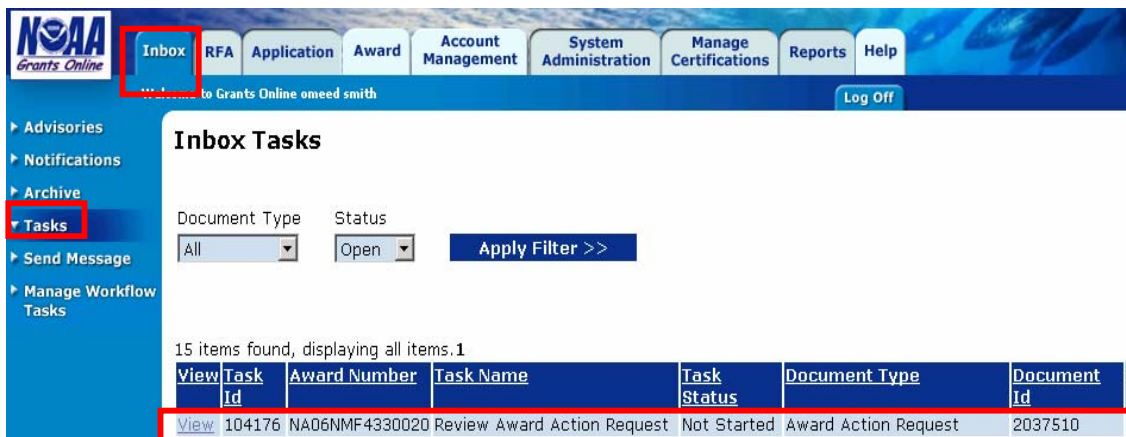 NOAA
Grants Online
Inbox RFA Application Award Account Management System Administration Manage Certifications Reports Help
Welcome to Grants Online omeed smith
Log Off
Advisories
Notifications
Archive
Tasks
Send Message
Manage Workflow
Tasks
Inbox Tasks
Document Type Status
All Open Apply Filter >>
15 items found, displaying all items.1
View Task Id Award Number Task Name Task Status Document Type Document Id
View 104176 NA06NMF4330020 Review Award Action Request Not Started Award Action Request 2037510